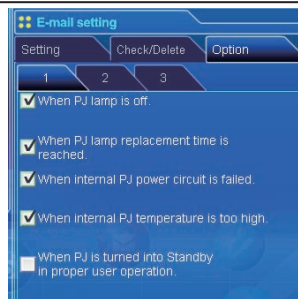 E-mail setting
Setting Check/Delete Option
1 2 3
When PJ lamp is off.
When PJ lamp replacement time is
reached.
When internal PJ power circuit is failed.
When internal PJ temperature is too high.
When PJ is turned into Standby
in proper user operation.